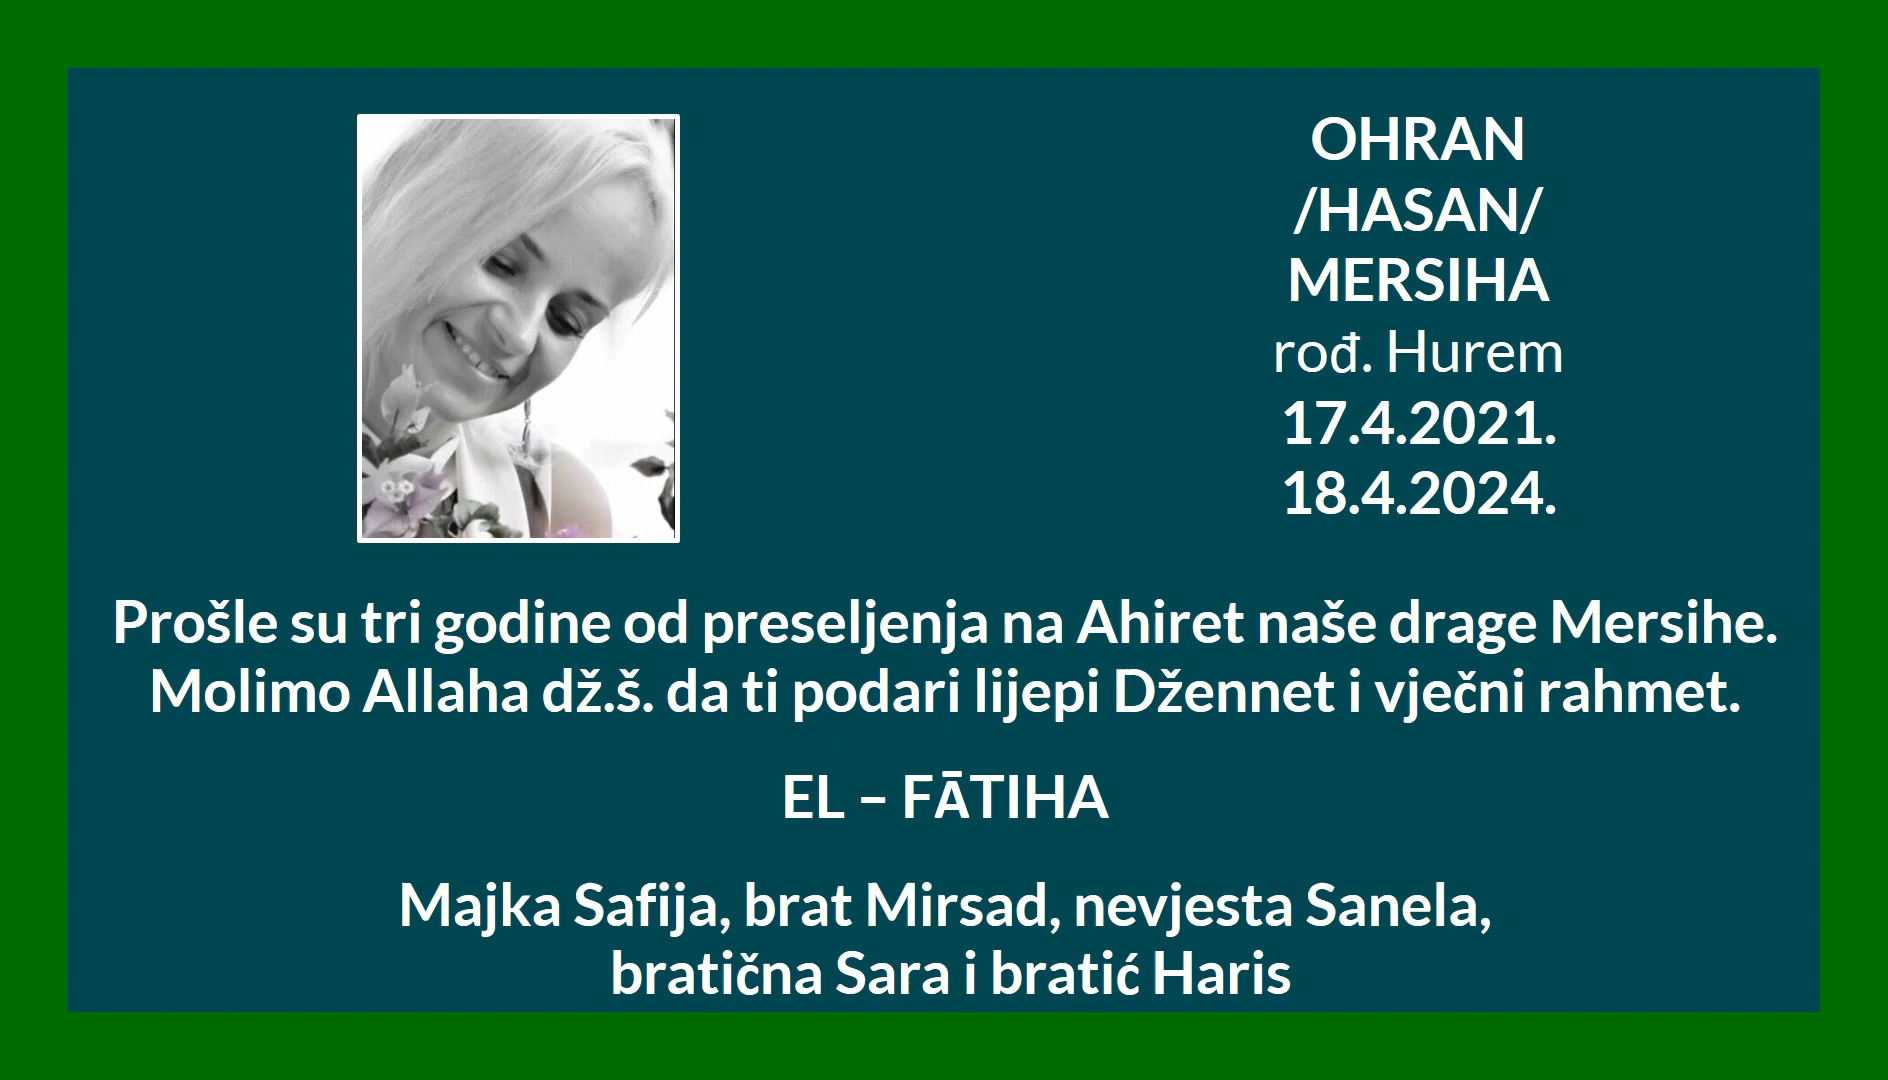 OHRAN
/HASAN/
MERSIHA
rođ. Hurem
17.4.2021.
18.4.2024.
Prošle su tri godine od preseljenja na Ahiret naše drage Mersihe.
Molimo Allaha dž.š. da ti podari lijepi Džennet i vječni rahmet.
EL – FĀTIHA
Majka Safija, brat Mirsad, nevjesta Sanela,
bratična Sara i bratić Haris